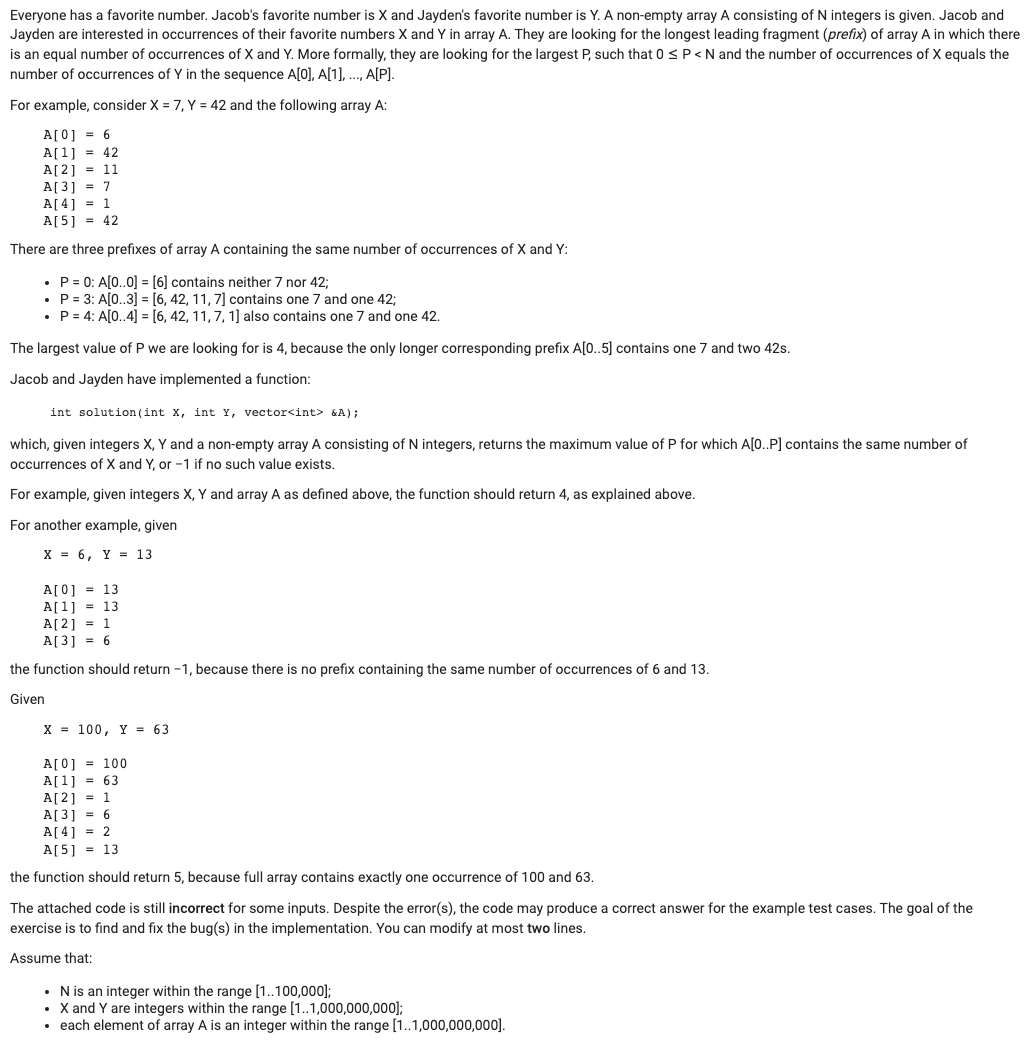 Everyone has a favorite number. Jacob's favorite number is X and Jayden's favorite number is Y. A non-empty array A consisting of N integers is given. Jacob and
Jayden are interested in occurrences of their favorite numbers X and Y in array A. They are looking for the longest leading fragment (prefix) of array A in which there
is an equal number of occurrences of X and Y. More formally, they are looking for the largest P, such that 0 ≤ P < N and the number of occurrences of X equals the
number of occurrences of Y in the sequence A[0], A[1], ..., A[P].
For example, consider X = 7, Y = 42 and the following array A:
A[0] = 6
A[1] = 42
A[2] = 11
A[3] = 7
A[4] = 1
A[5] = 42
There are three prefixes of array A containing the same number of occurrences of X and Y:
• P = 0: A[0..0] = [6] contains neither 7 nor 42;
• P = 3: A[0..3] = [6, 42, 11, 7] contains one 7 and one 42;
• P = 4: A[0..4] = [6, 42, 11, 7, 1] also contains one 7 and one 42.
The largest value of P we are looking for is 4, because the only longer corresponding prefix A[0..5] contains one 7 and two 42s.
Jacob and Jayden have implemented a function:
int solution(int X, int Y, vector<int> &A);
which, given integers X, Y and a non-empty array A consisting of N integers, returns the maximum value of P for which A[0..P] contains the same number of
occurrences of X and Y, or −1 if no such value exists.
For example, given integers X, Y and array A as defined above, the function should return 4, as explained above.
For another example, given
X = 6, Y = 13
A[0] = 13
A[1] = 13
A[2] = 1
A[3] = 6
the function should return −1, because there is no prefix containing the same number of occurrences of 6 and 13.
Given
X = 100, Y = 63
A[0] = 100
A[1] = 63
A[2] = 1
A[3] = 6
A[4] = 2
A[5] = 13
the function should return 5, because full array contains exactly one occurrence of 100 and 63.
The attached code is still incorrect for some inputs. Despite the error(s), the code may produce a correct answer for the example test cases. The goal of the
exercise is to find and fix the bug(s) in the implementation. You can modify at most two lines.
Assume that:
• N is an integer within the range [1..100,000];
• X and Y are integers within the range [1..1,000,000,000];
• each element of array A is an integer within the range [1..1,000,000,000].